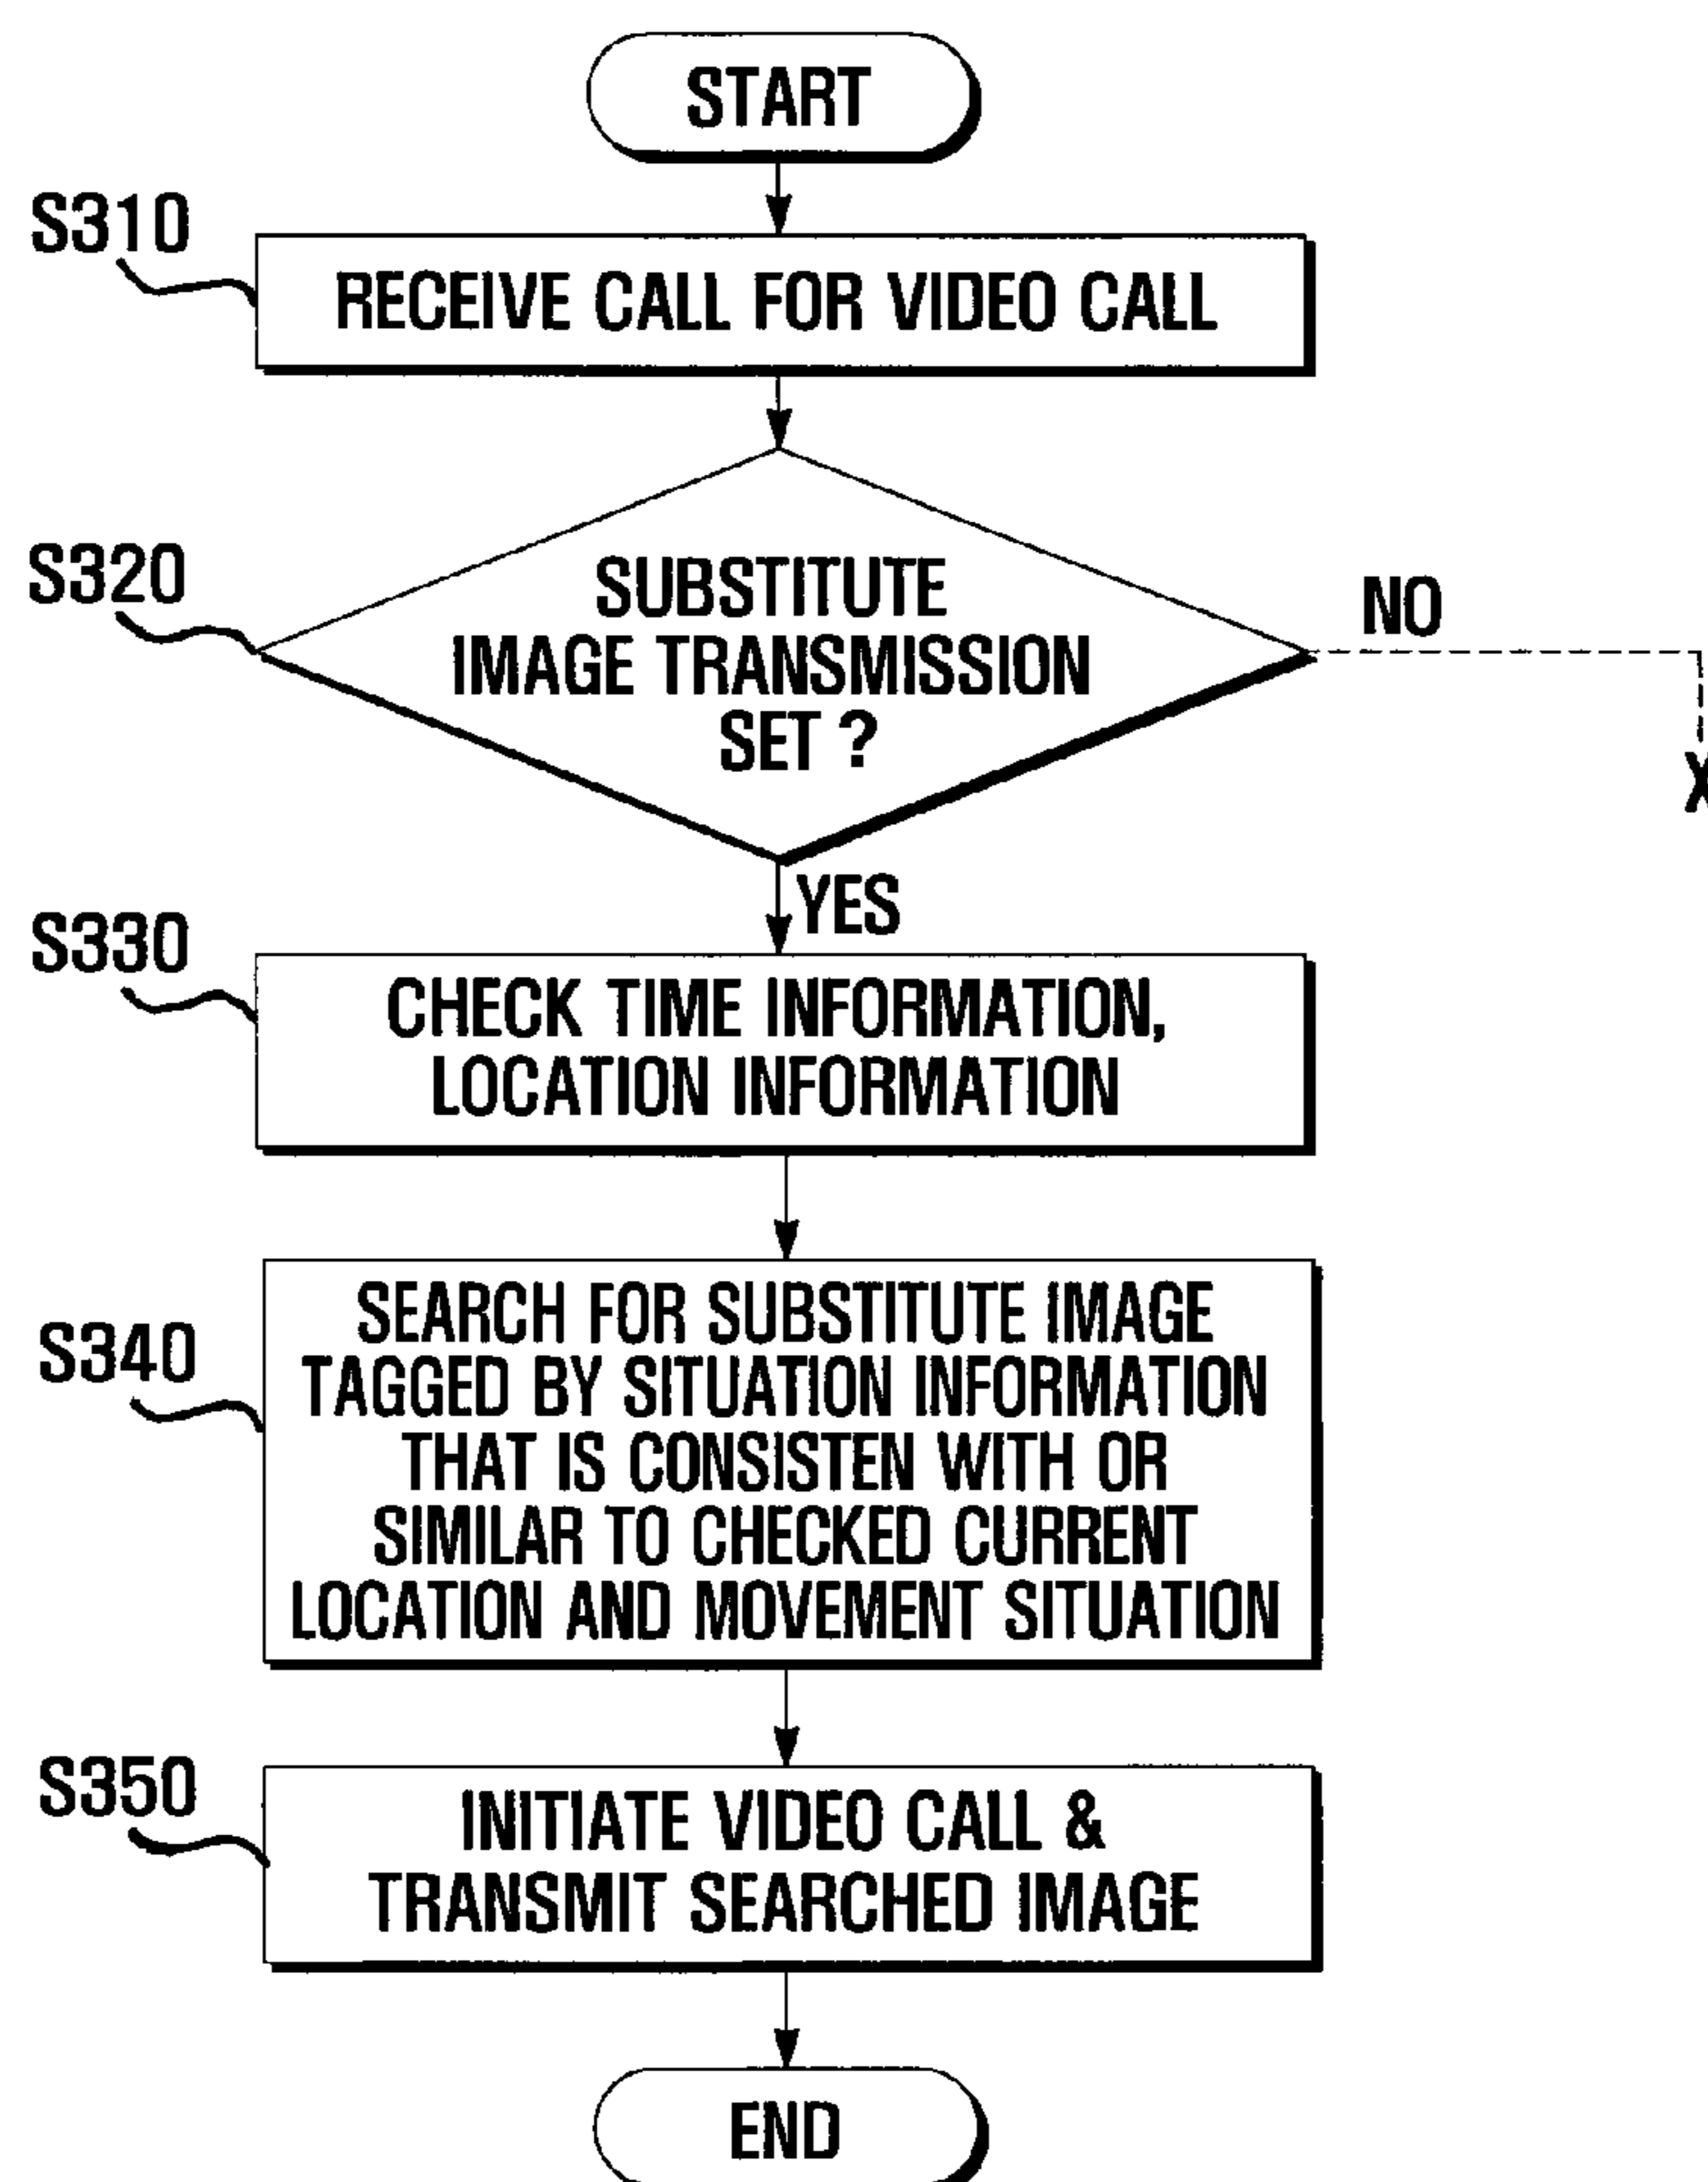 START
S310
RECEIVE CALL FOR VIDEO CALL
S320
SUBSTITUTE
IMAGE TRANSMISSION
SET ?
NO
X
YES
S330
CHECK TIME INFORMATION,
LOCATION INFORMATION
S340
SEARCH FOR SUBSTITUTE IMAGE
TAGGED BY SITUATION INFORMATION
THAT IS CONSISTEN WITH OR
SIMILAR TO CHECKED CURRENT
LOCATION AND MOVEMENT SITUATION
S350
INITIATE VIDEO CALL &
TRANSMIT SEARCHED IMAGE
END